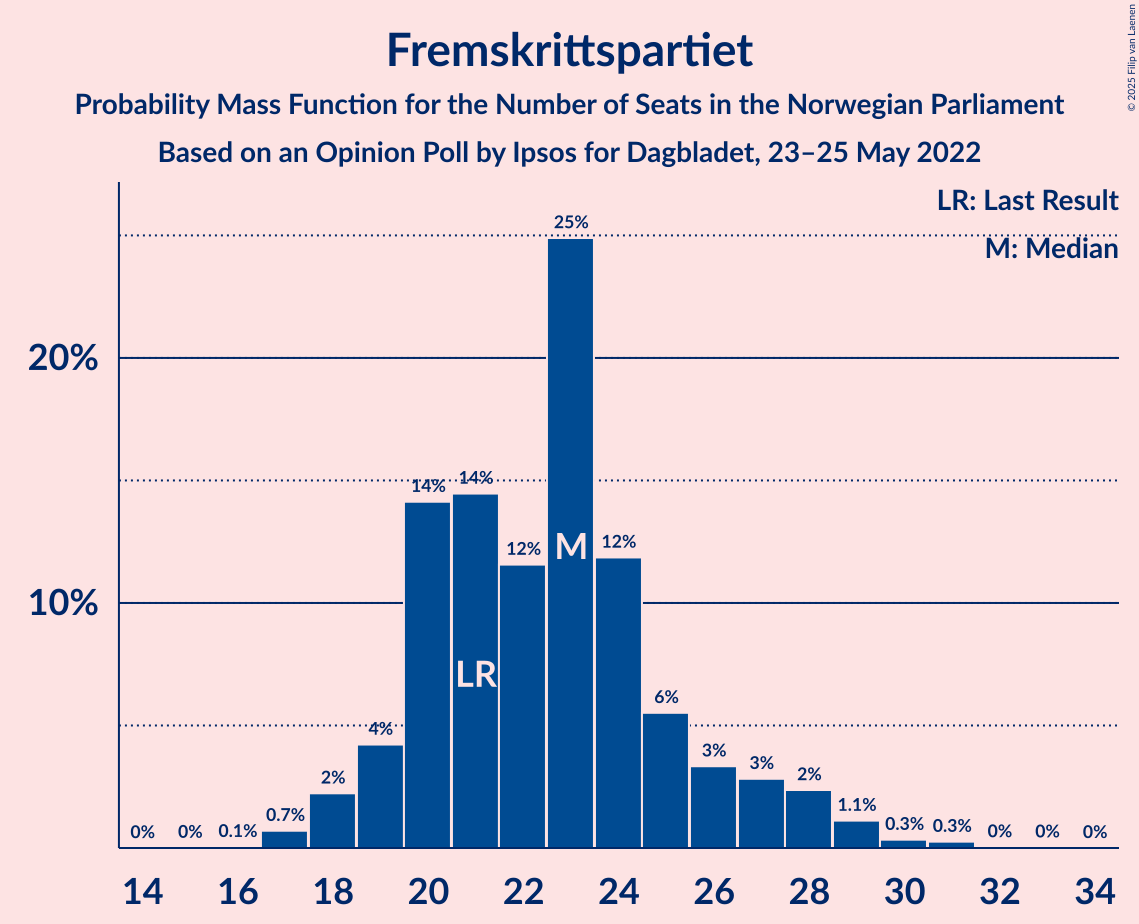 Fremskrittspartiet
Probability Mass Function for the Number of Seats in the Norwegian Parliament
Based on an Opinion Poll by Ipsos for Dagbladet, 23–25 May 2022
© 2025 Filip van Laenen
LR: Last Result
M: Median
20%
10%
0% 0% 0.1% 0.7% 2% 4% 14% 14% 12% 25% 12% 6% 3% 3% 2% 1.1% 0.3% 0.3% 0% 0% 0%
LR M
14 16 18 20 22 24 26 28 30 32 34